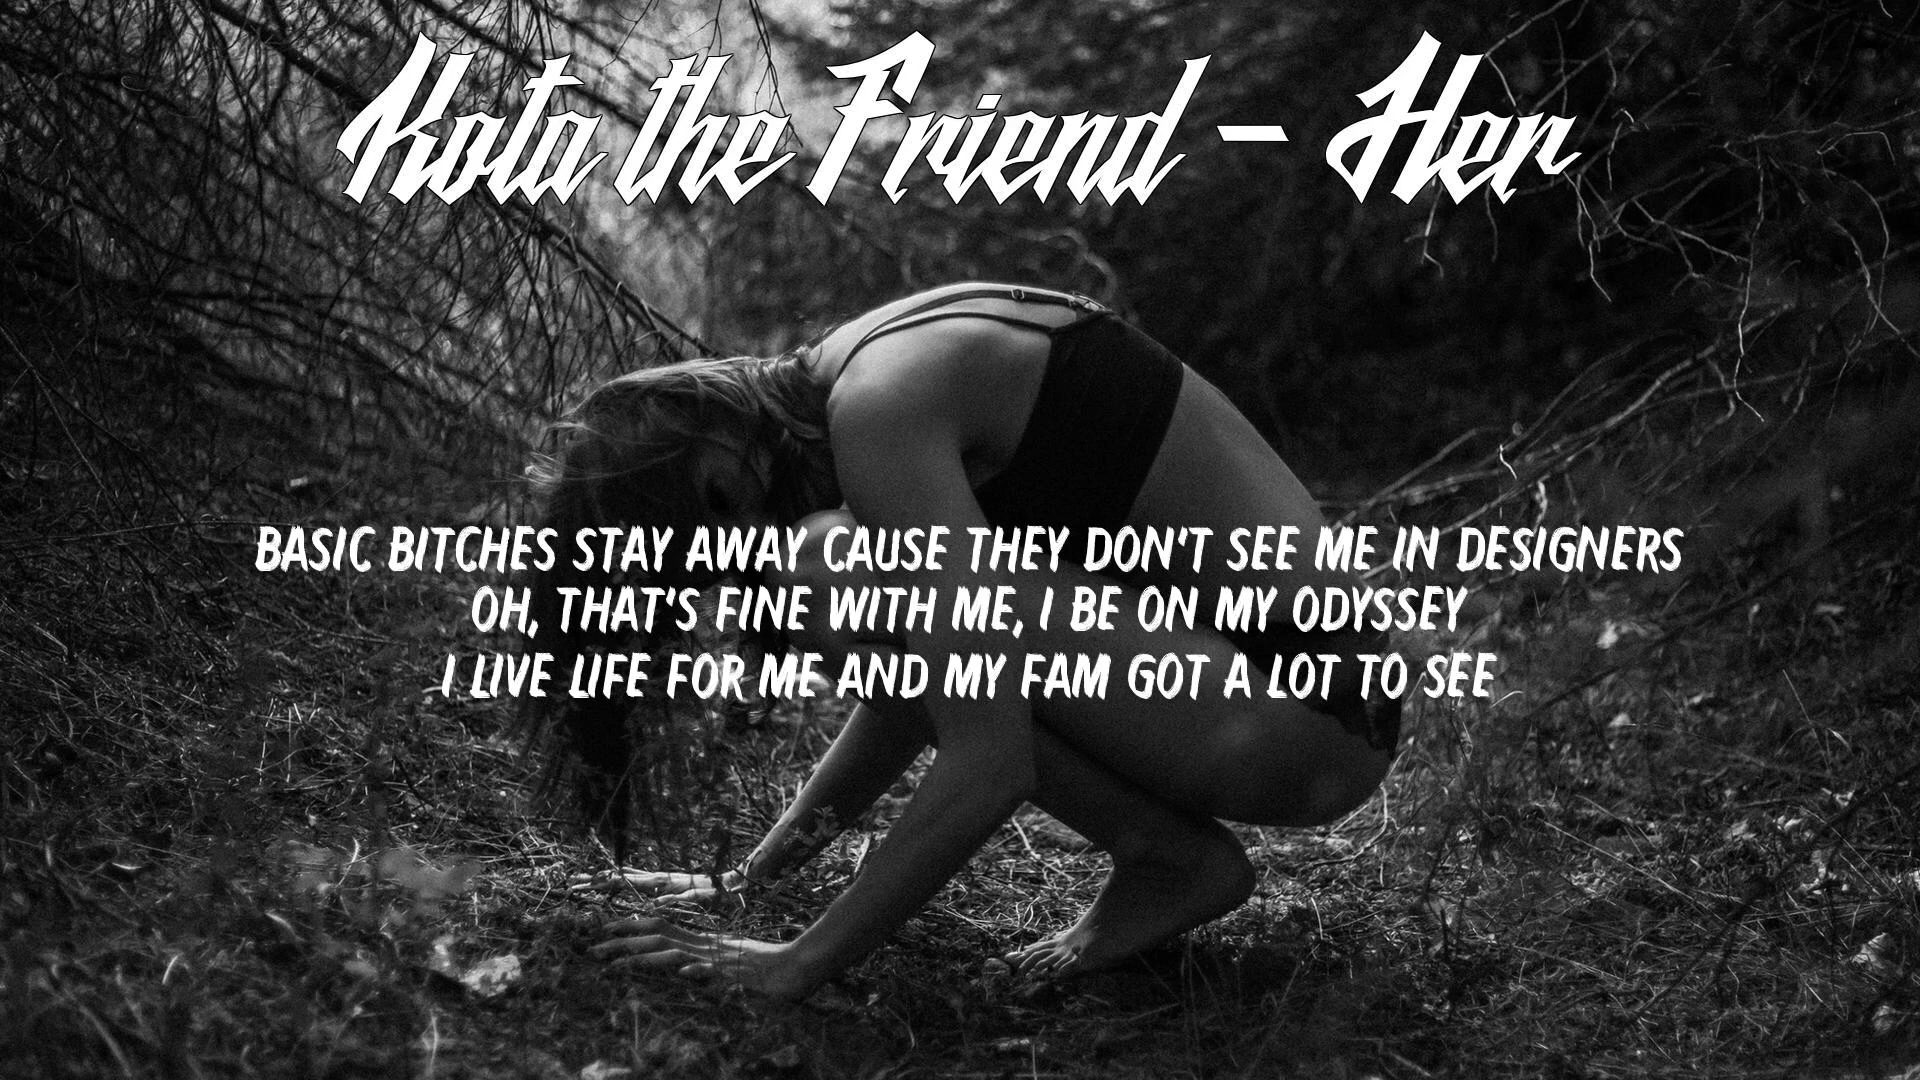 Kota the Friend - Her
BASIC BITCHES STAY AWAY CAUSE THEY DON'T SEE ME IN DESIGNERS
OH, THAT'S FINE WITH ME, I BE ON MY ODYSSEY
I LIVE LIFE FOR ME AND MY FAM GOT A LOT TO SEE